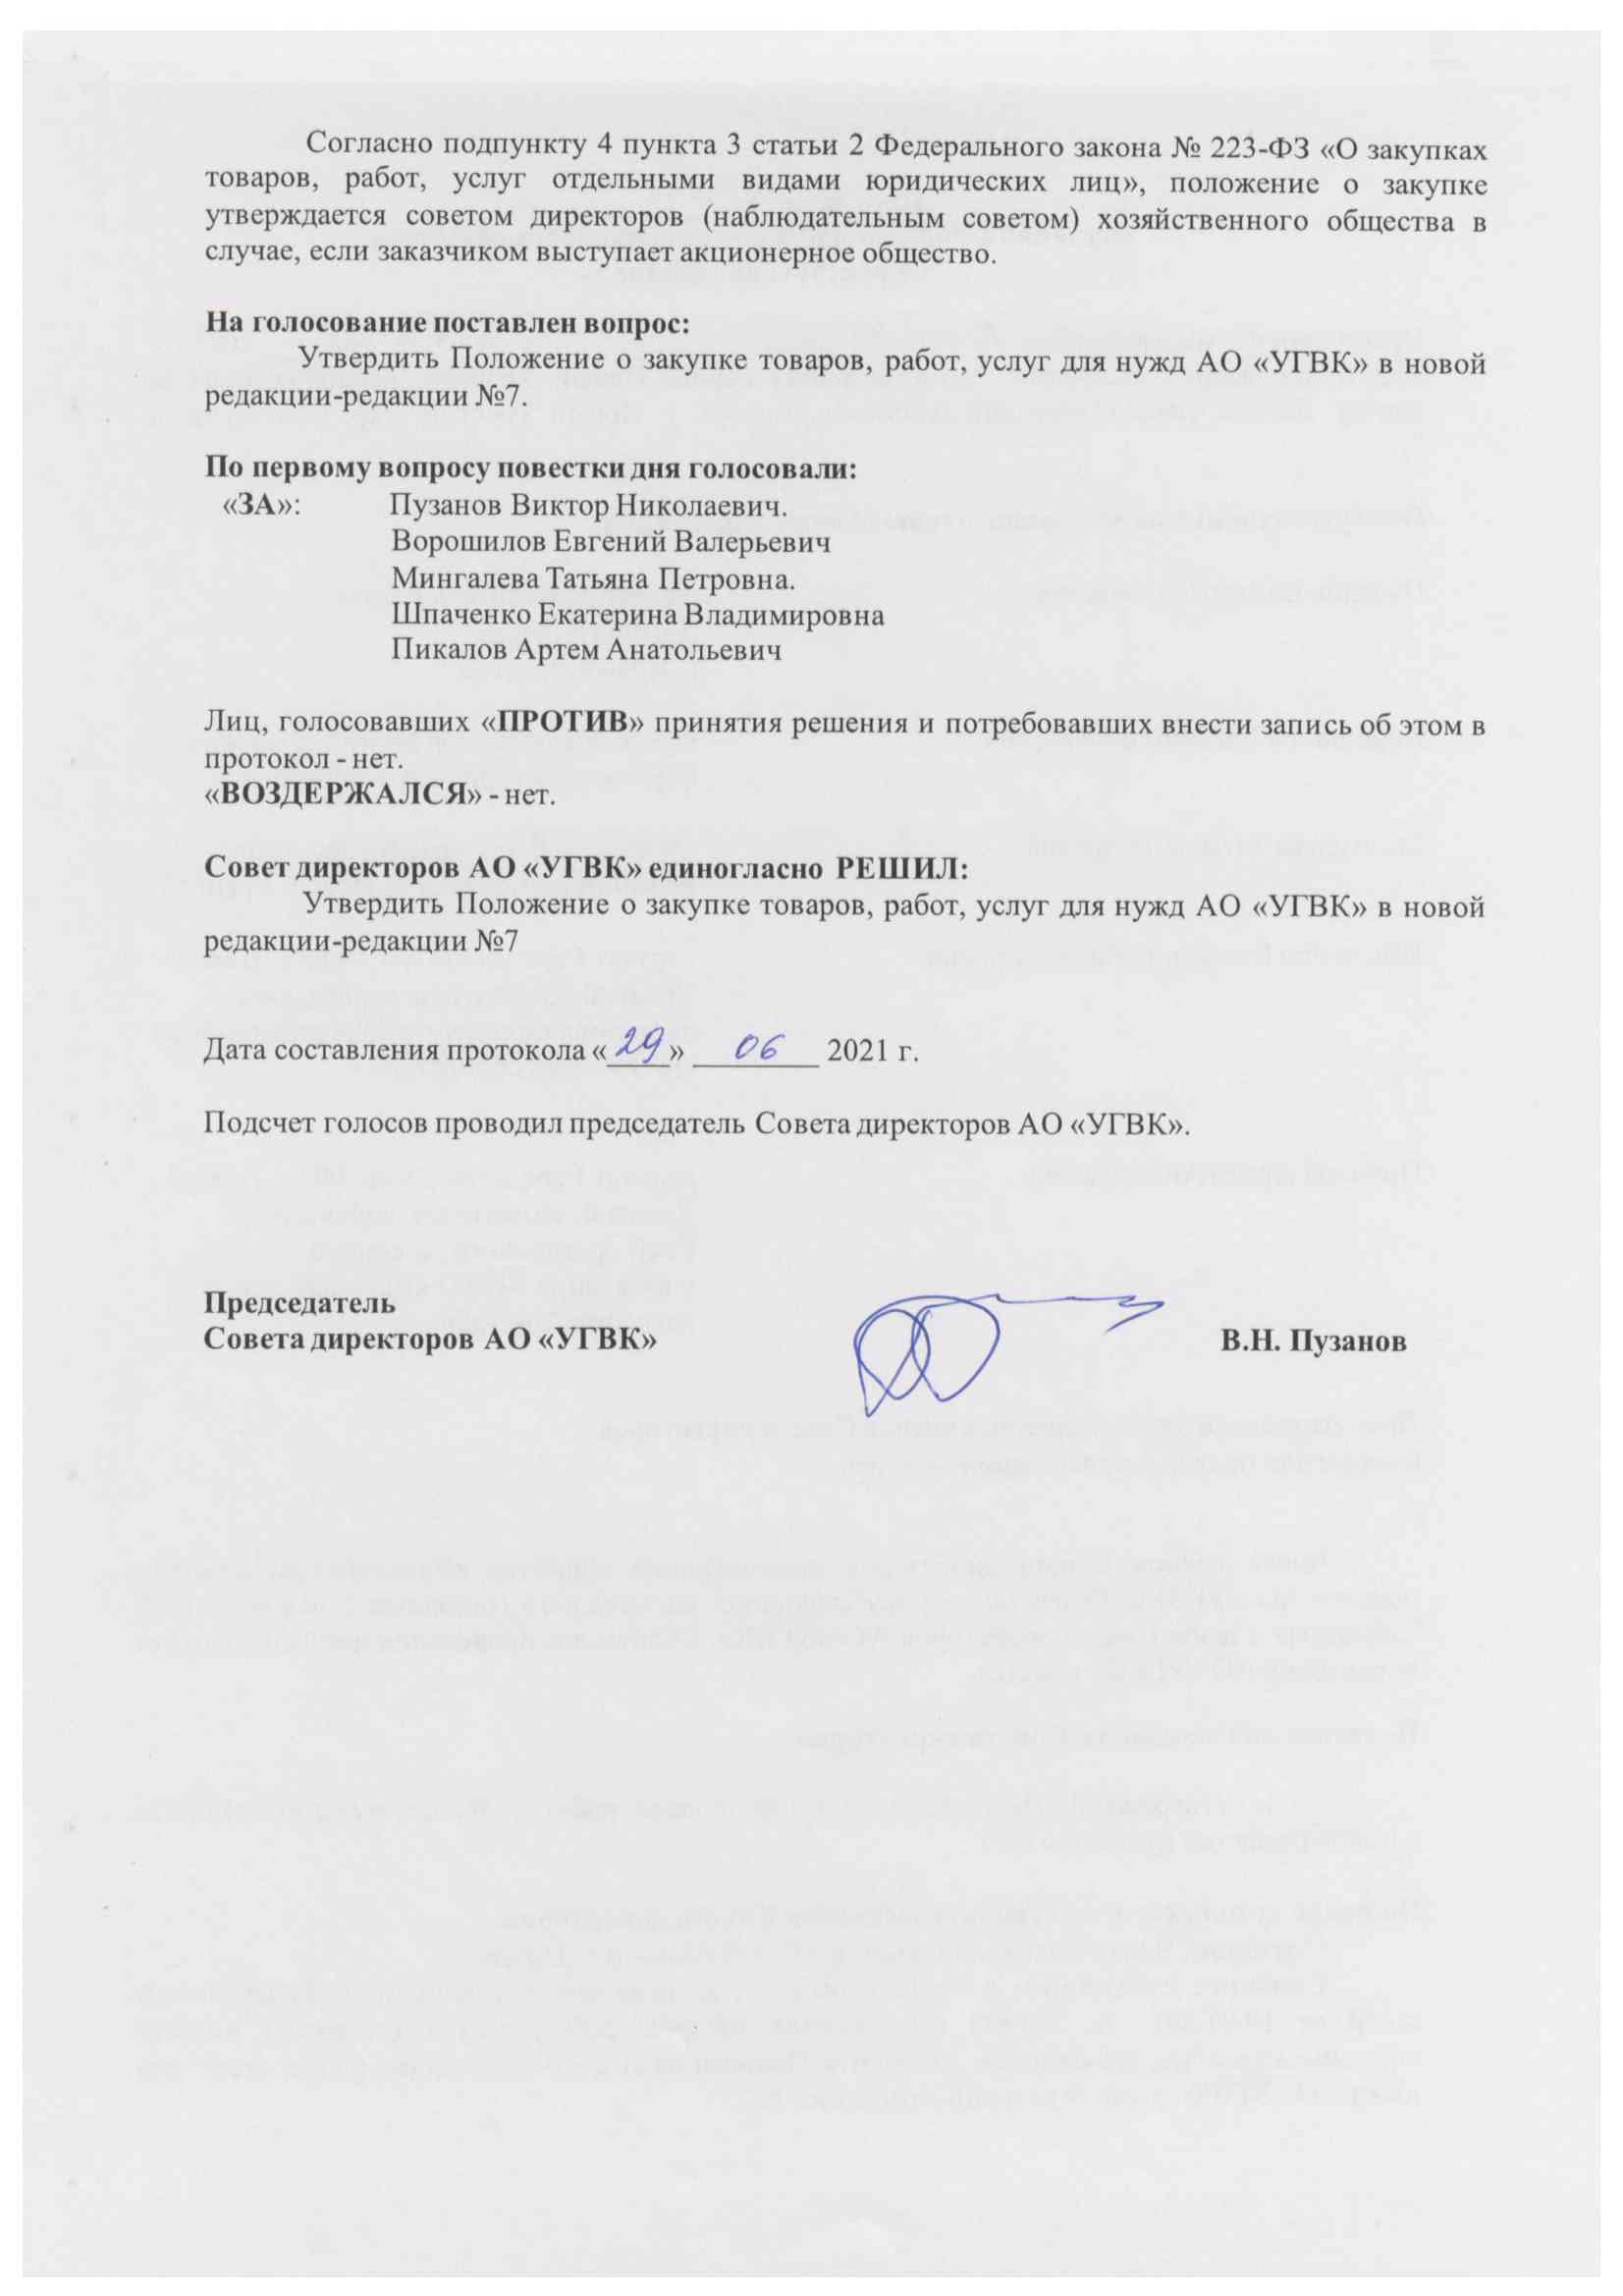 Согласно подпункту 4 пункта 3 статьи 2 Федерального закона № 223-ФЗ «О закупках
товаров, работ, услуг отдельными видами юридических лиц», положение о закупке
утверждается советом директоров (наблюдательным советом) хозяйственного общества в
случае, если заказчиком выступает акционерное общество.
На голосование поставлен вопрос:
Утвердить Положение о закупке товаров, работ, услуг для нужд АО «УГВК» в новой
редакции-редакции №7.
По первому вопросу повестки дня голосовали:
«ЗА»: Пузанов Виктор Николаевич.
Ворошилов Евгений Валерьевич
Мингалева Татьяна Петровна.
Шпаченко Екатерина Владимировна
Пикалов Артем Анатольевич
Лиц, голосовавших «ПРОТИВ» принятия решения и потребовавших внести запись об этом в
протокол - нет.
«ВОЗДЕРЖАЛСЯ» - нет.
Совет директоров АО «УГВК» единогласно РЕШИЛ:
Утвердить Положение о закупке товаров, работ, услуг для нужд АО «УГВК» в новой
редакции-редакции №7
Дата составления протокола «29» 06 2021 г.
Подсчет голосов проводил председатель Совета директоров АО «УГВК».
Председатель
Совета директоров АО «УГВК» В.Н. Пузанов